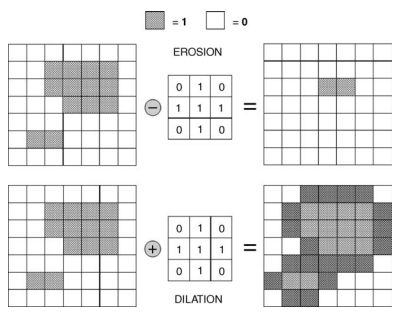 = 1 = 0
EROSION
0 1 0
− 1 1 1 =
0 1 0
0 1 0
+ 1 1 1 =
0 1 0
DILATION